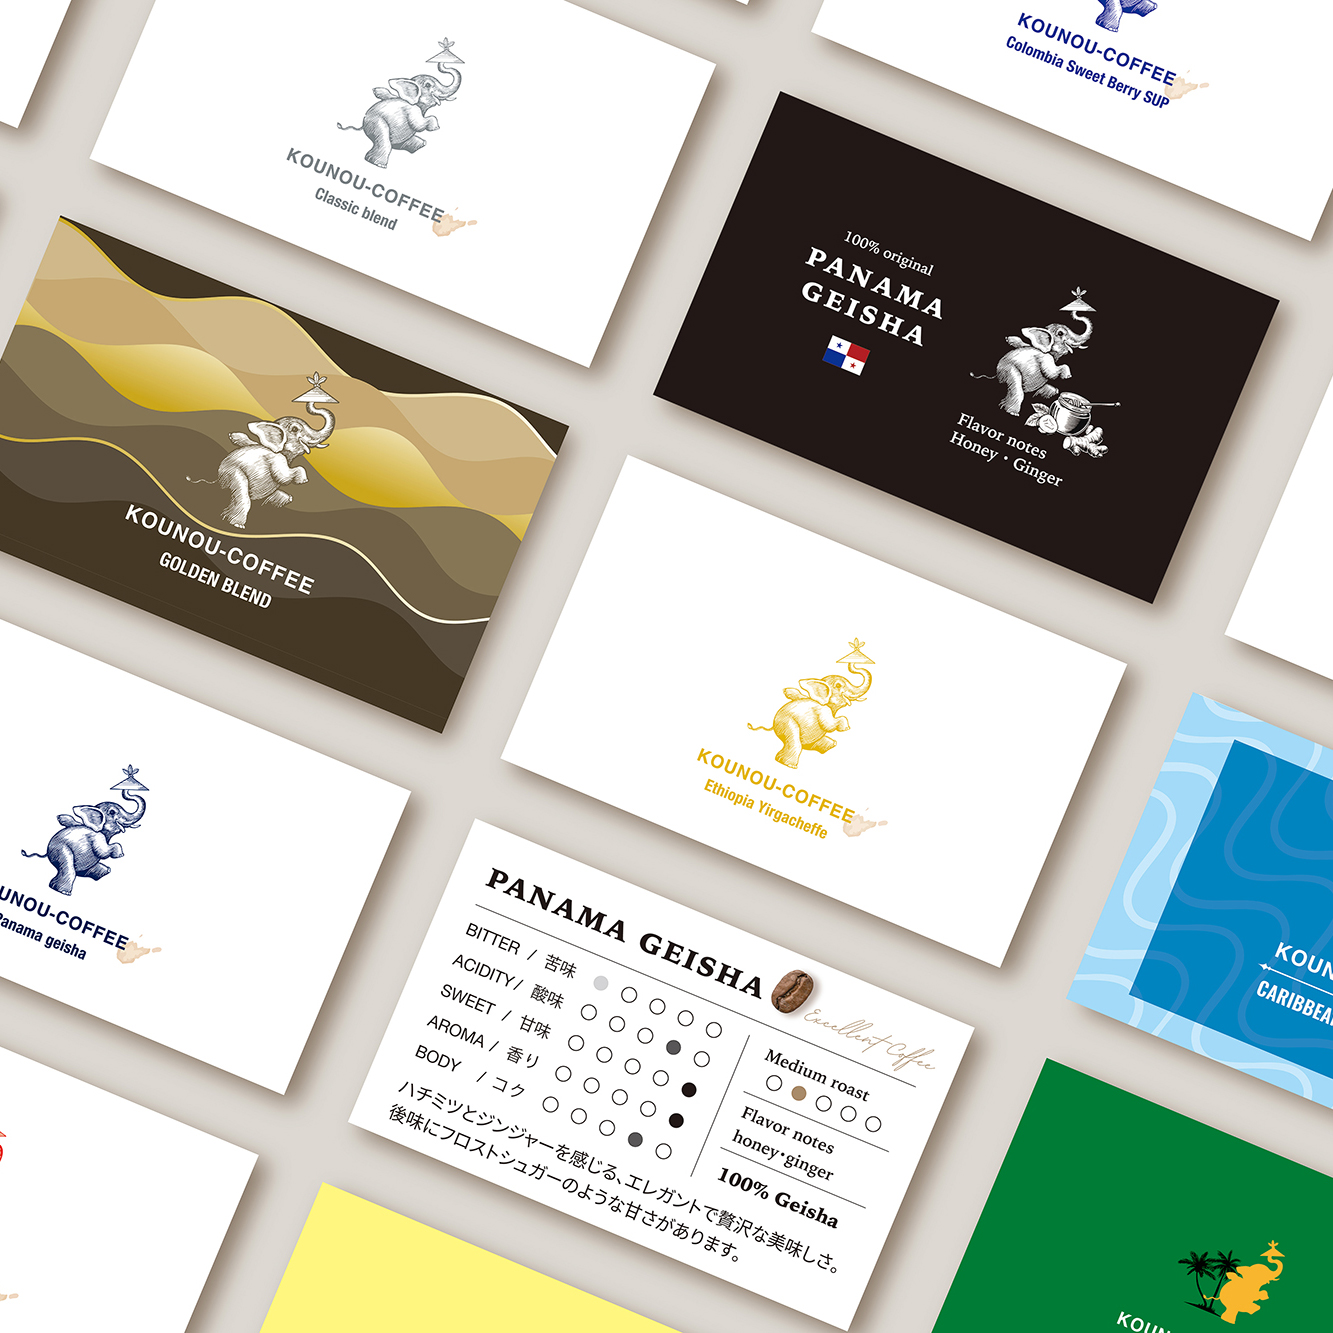 KOUNOU-COFFEE
Colombia Sweet Berry SUP
KOUNOU-COFFEE
Classic blend
100% original
PANAMA
GEISHA
Flavor notes
Honey・Ginger
KOUNOU-COFFEE
GOLDEN BLEND
KOUNOU-COFFEE
Ethiopia Yirgacheffe
UNOU-COFFEE
Panama geisha
PANAMA GEISHA
Excellent Coffee
BITTER / 苦味
ACIDITY / 酸味
SWEET / 甘味
AROMA / 香り
BODY / コク
Medium roast
Flavor notes
honey・ginger
100% Geisha
ハチミツとジンジャーを感じる、エレガントで贅沢な美味しさ。
後味にフロストシュガーのような甘さがあります。
KOUN
CARIBBEA
KOUN